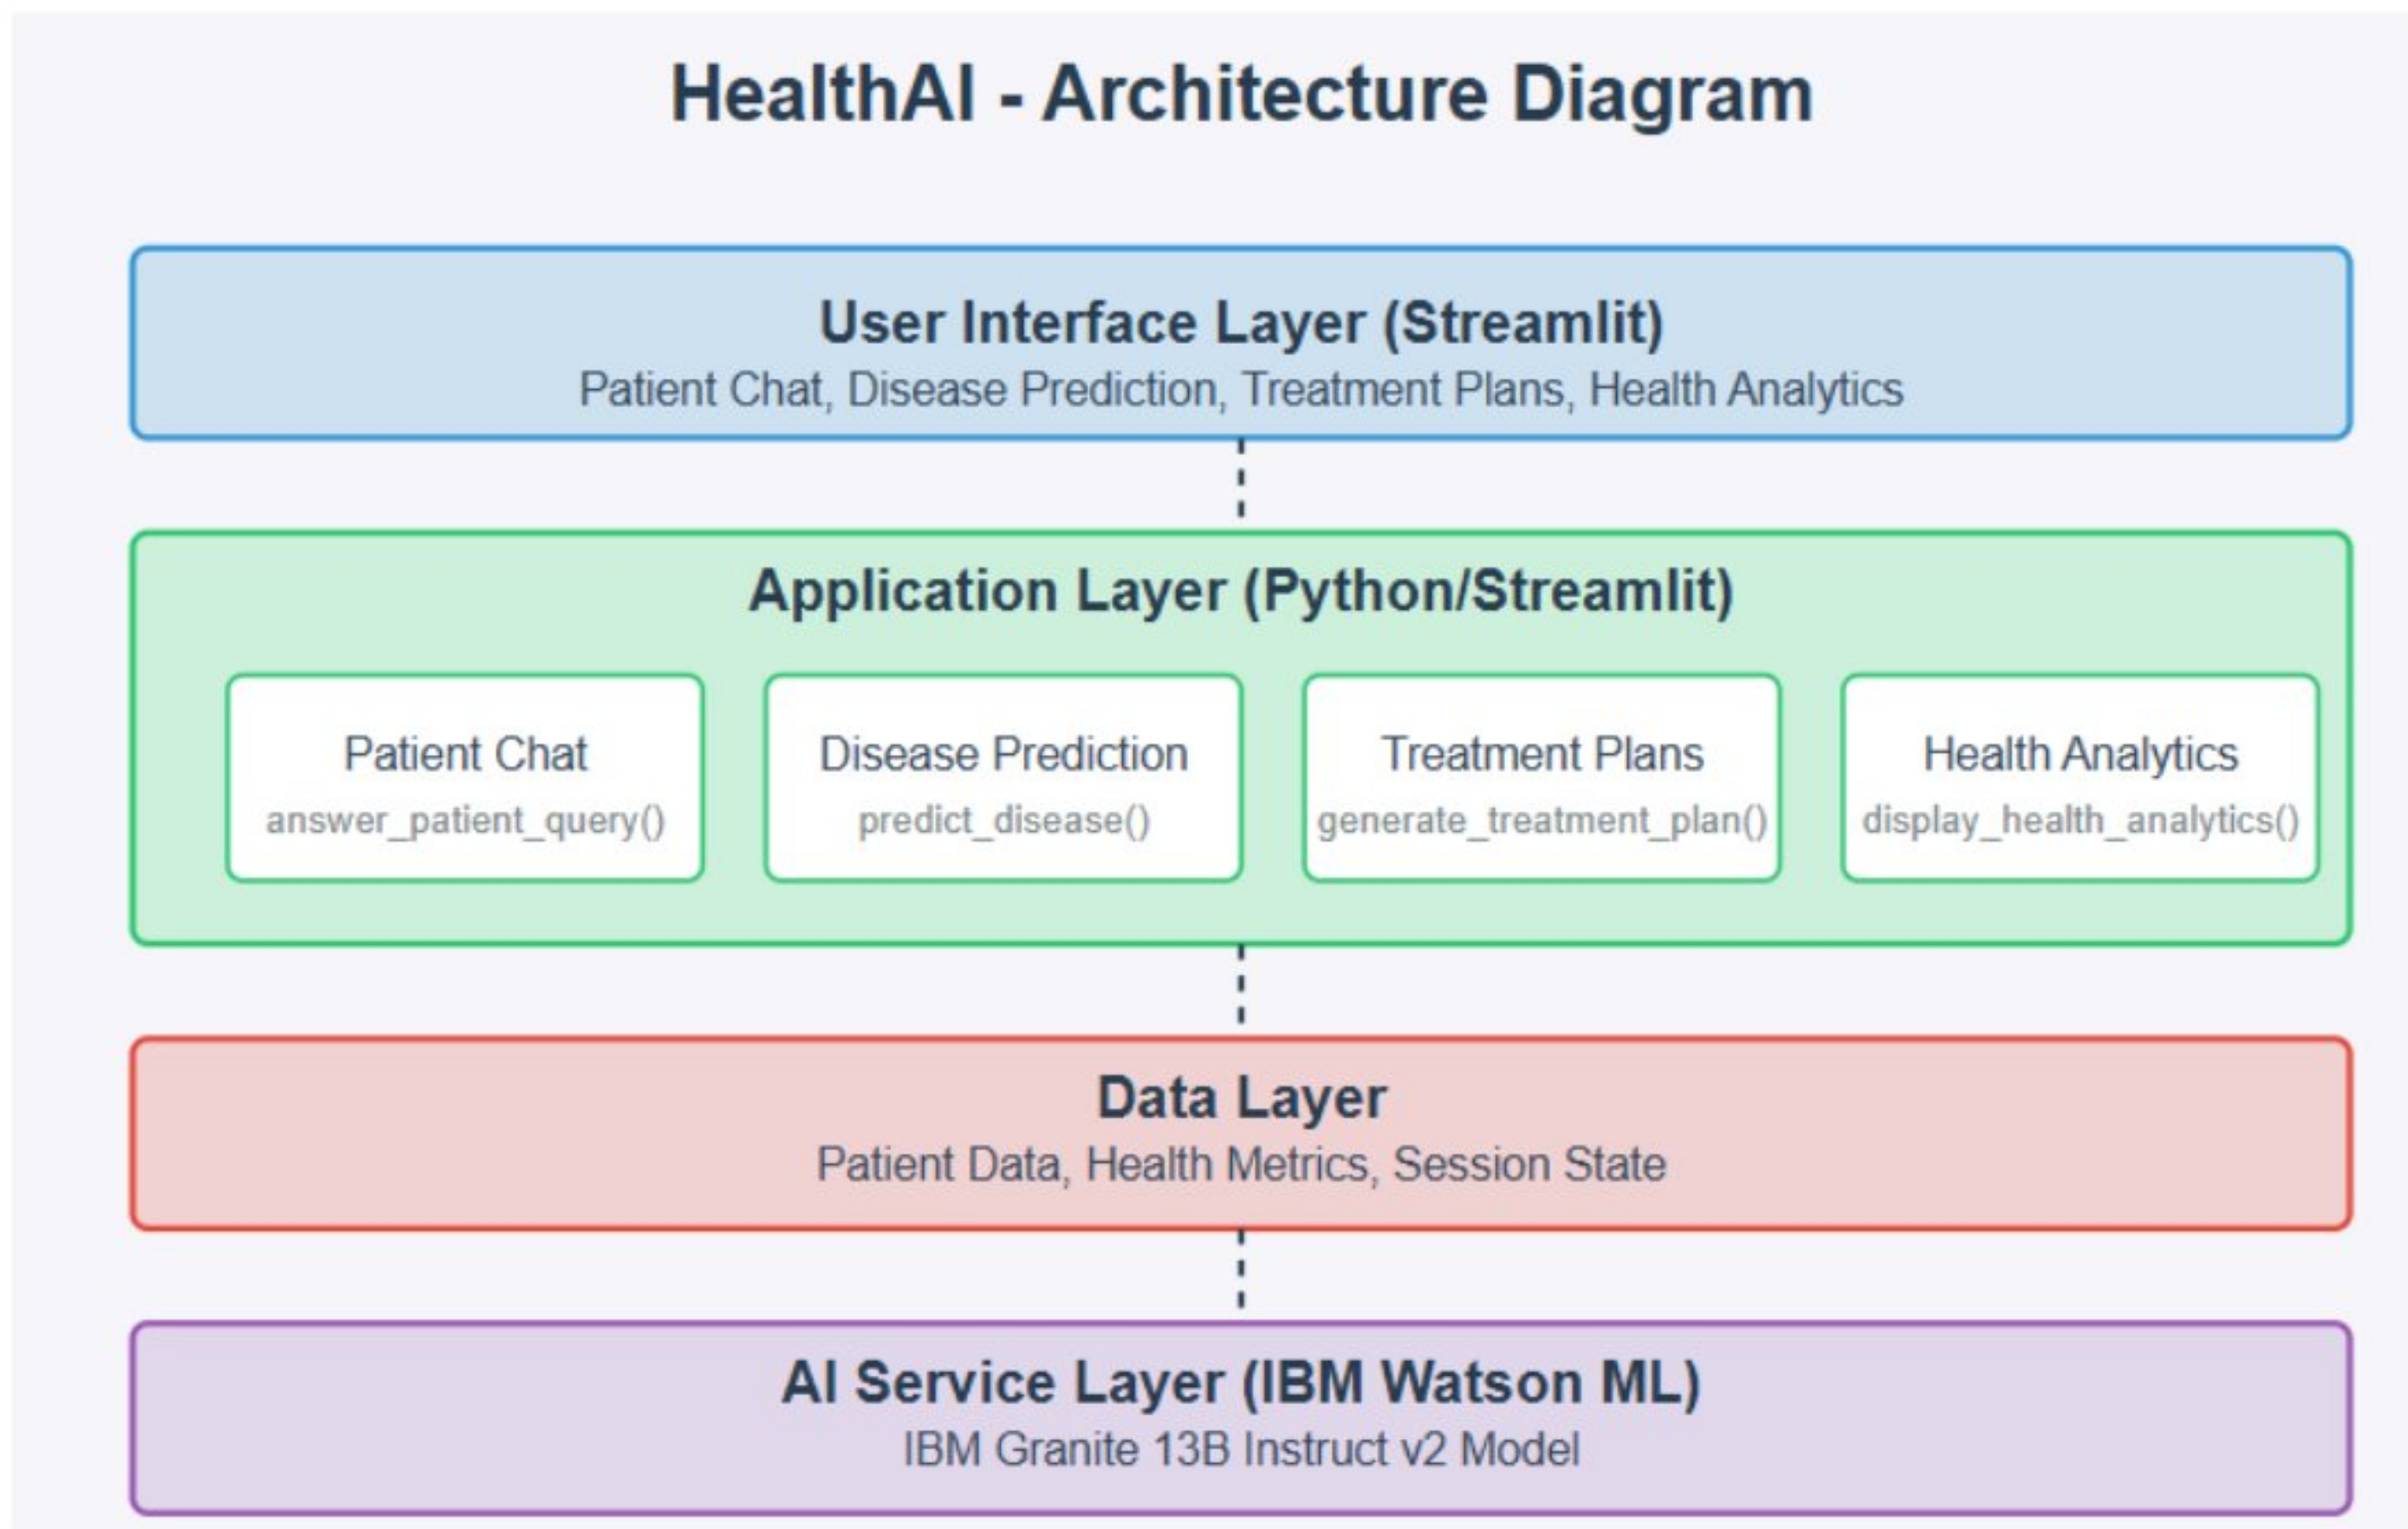 HealthAI - Architecture Diagram
User Interface Layer (Streamlit)
Patient Chat, Disease Prediction, Treatment Plans, Health Analytics
Application Layer (Python/Streamlit)
Patient Chat
answer_patient_query()
Disease Prediction
predict_disease()
Treatment Plans
generate_treatment_plan()
Health Analytics
display_health_analytics()
Data Layer
Patient Data, Health Metrics, Session State
AI Service Layer (IBM Watson ML)
IBM Granite 13B Instruct v2 Model